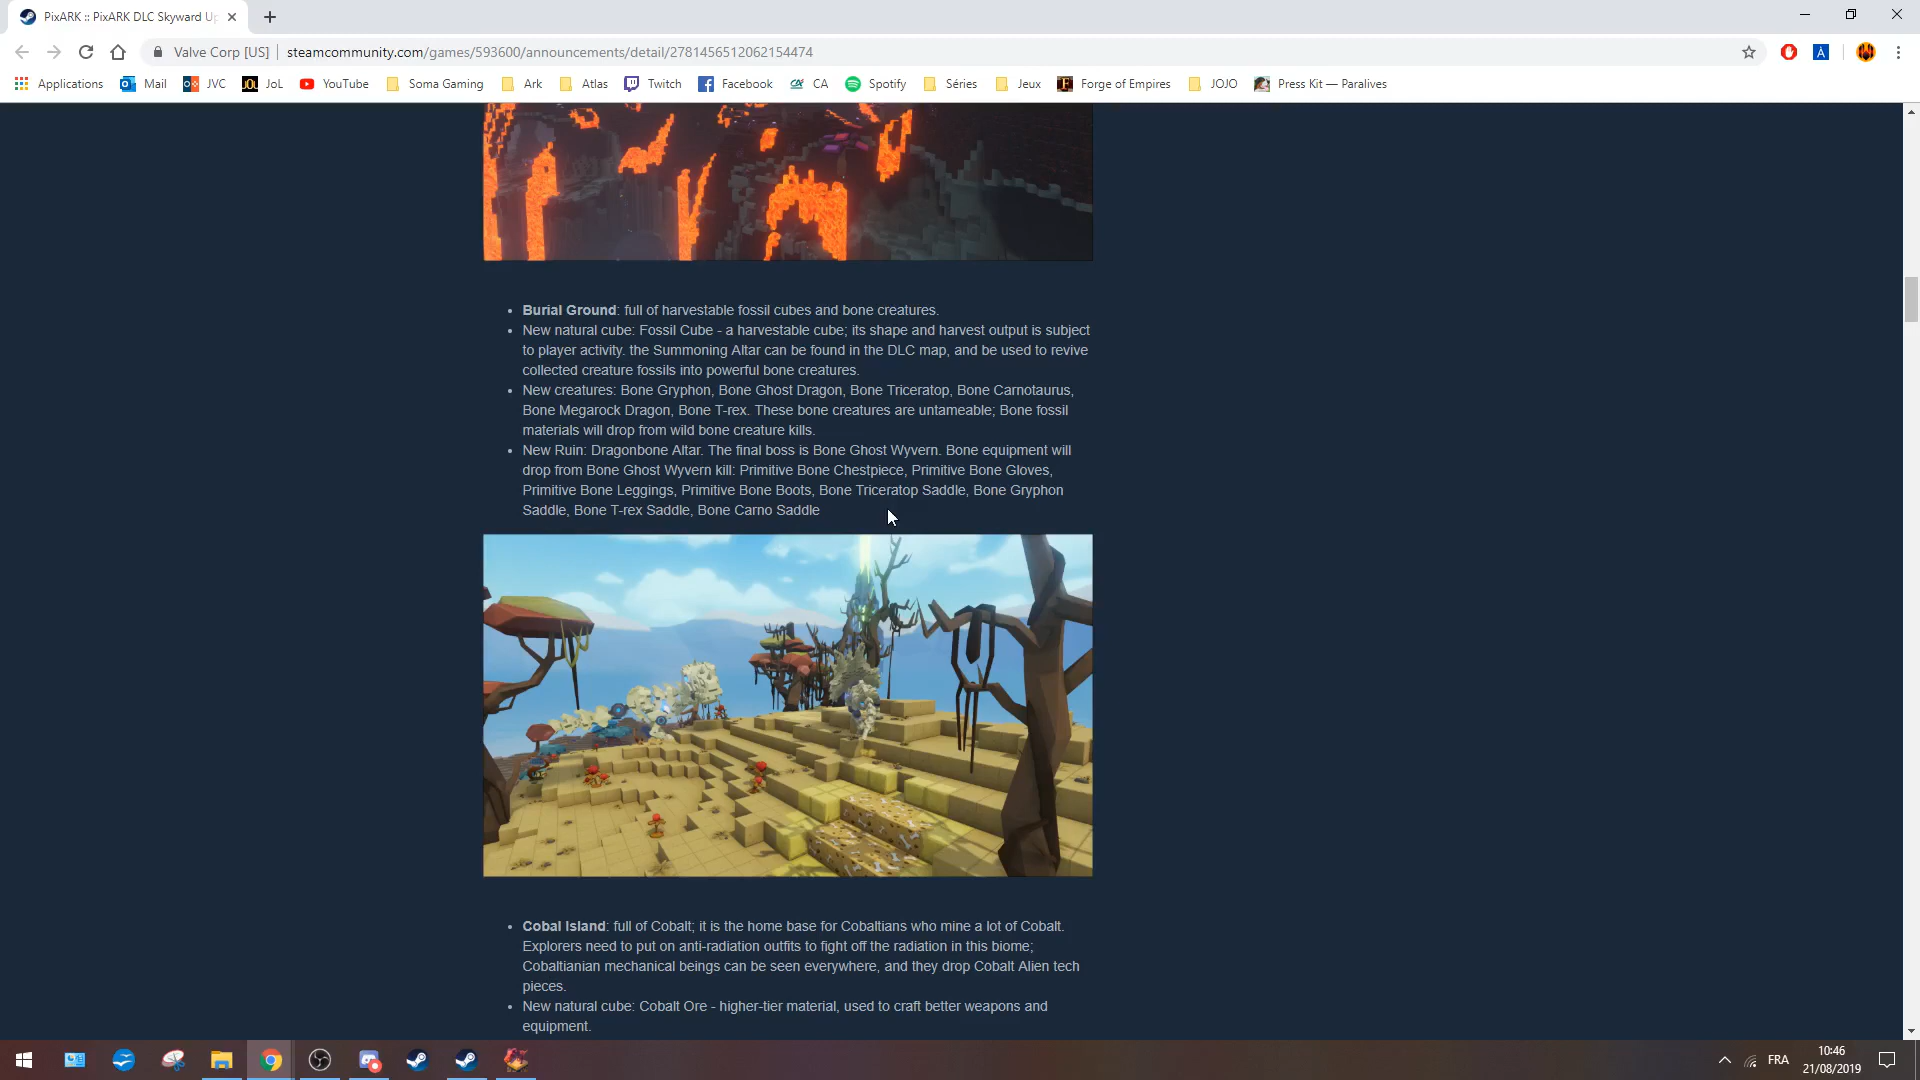 PixARK :: PixARK DLC Skyward Up
Valve Corp [US]
steamcommunity.com/games/593600/announcements/detail/2781456512062154474
Applications
Mail
JVC
JoL
YouTube
Soma Gaming
Ark
Atlas
Twitch
Facebook
CA
Spotify
Séries
Jeux
Forge of Empires
JOJO
Press Kit — Paralives
Burial Ground: full of harvestable fossil cubes and bone creatures.
New natural cube: Fossil Cube - a harvestable cube; its shape and harvest output is subject
to player activity. the Summoning Altar can be found in the DLC map, and be used to revive
collected creature fossils into powerful bone creatures.
New creatures: Bone Gryphon, Bone Ghost Dragon, Bone Triceratop, Bone Carnotaurus,
Bone Megarock Dragon, Bone T-rex. These bone creatures are untameable; Bone fossil
materials will drop from wild bone creature kills.
New Ruin: Dragonbone Altar. The final boss is Bone Ghost Wyvern. Bone equipment will
drop from Bone Ghost Wyvern kill: Primitive Bone Chestpiece, Primitive Bone Gloves,
Primitive Bone Leggings, Primitive Bone Boots, Bone Triceratop Saddle, Bone Gryphon
Saddle, Bone T-rex Saddle, Bone Carno Saddle
Cobal Island: full of Cobalt; it is the home base for Cobaltians who mine a lot of Cobalt.
Explorers need to put on anti-radiation outfits to fight off the radiation in this biome;
Cobaltianian mechanical beings can be seen everywhere, and they drop Cobalt Alien tech
pieces.
New natural cube: Cobalt Ore - higher-tier material, used to craft better weapons and
equipment.
FRA
10:46
21/08/2019